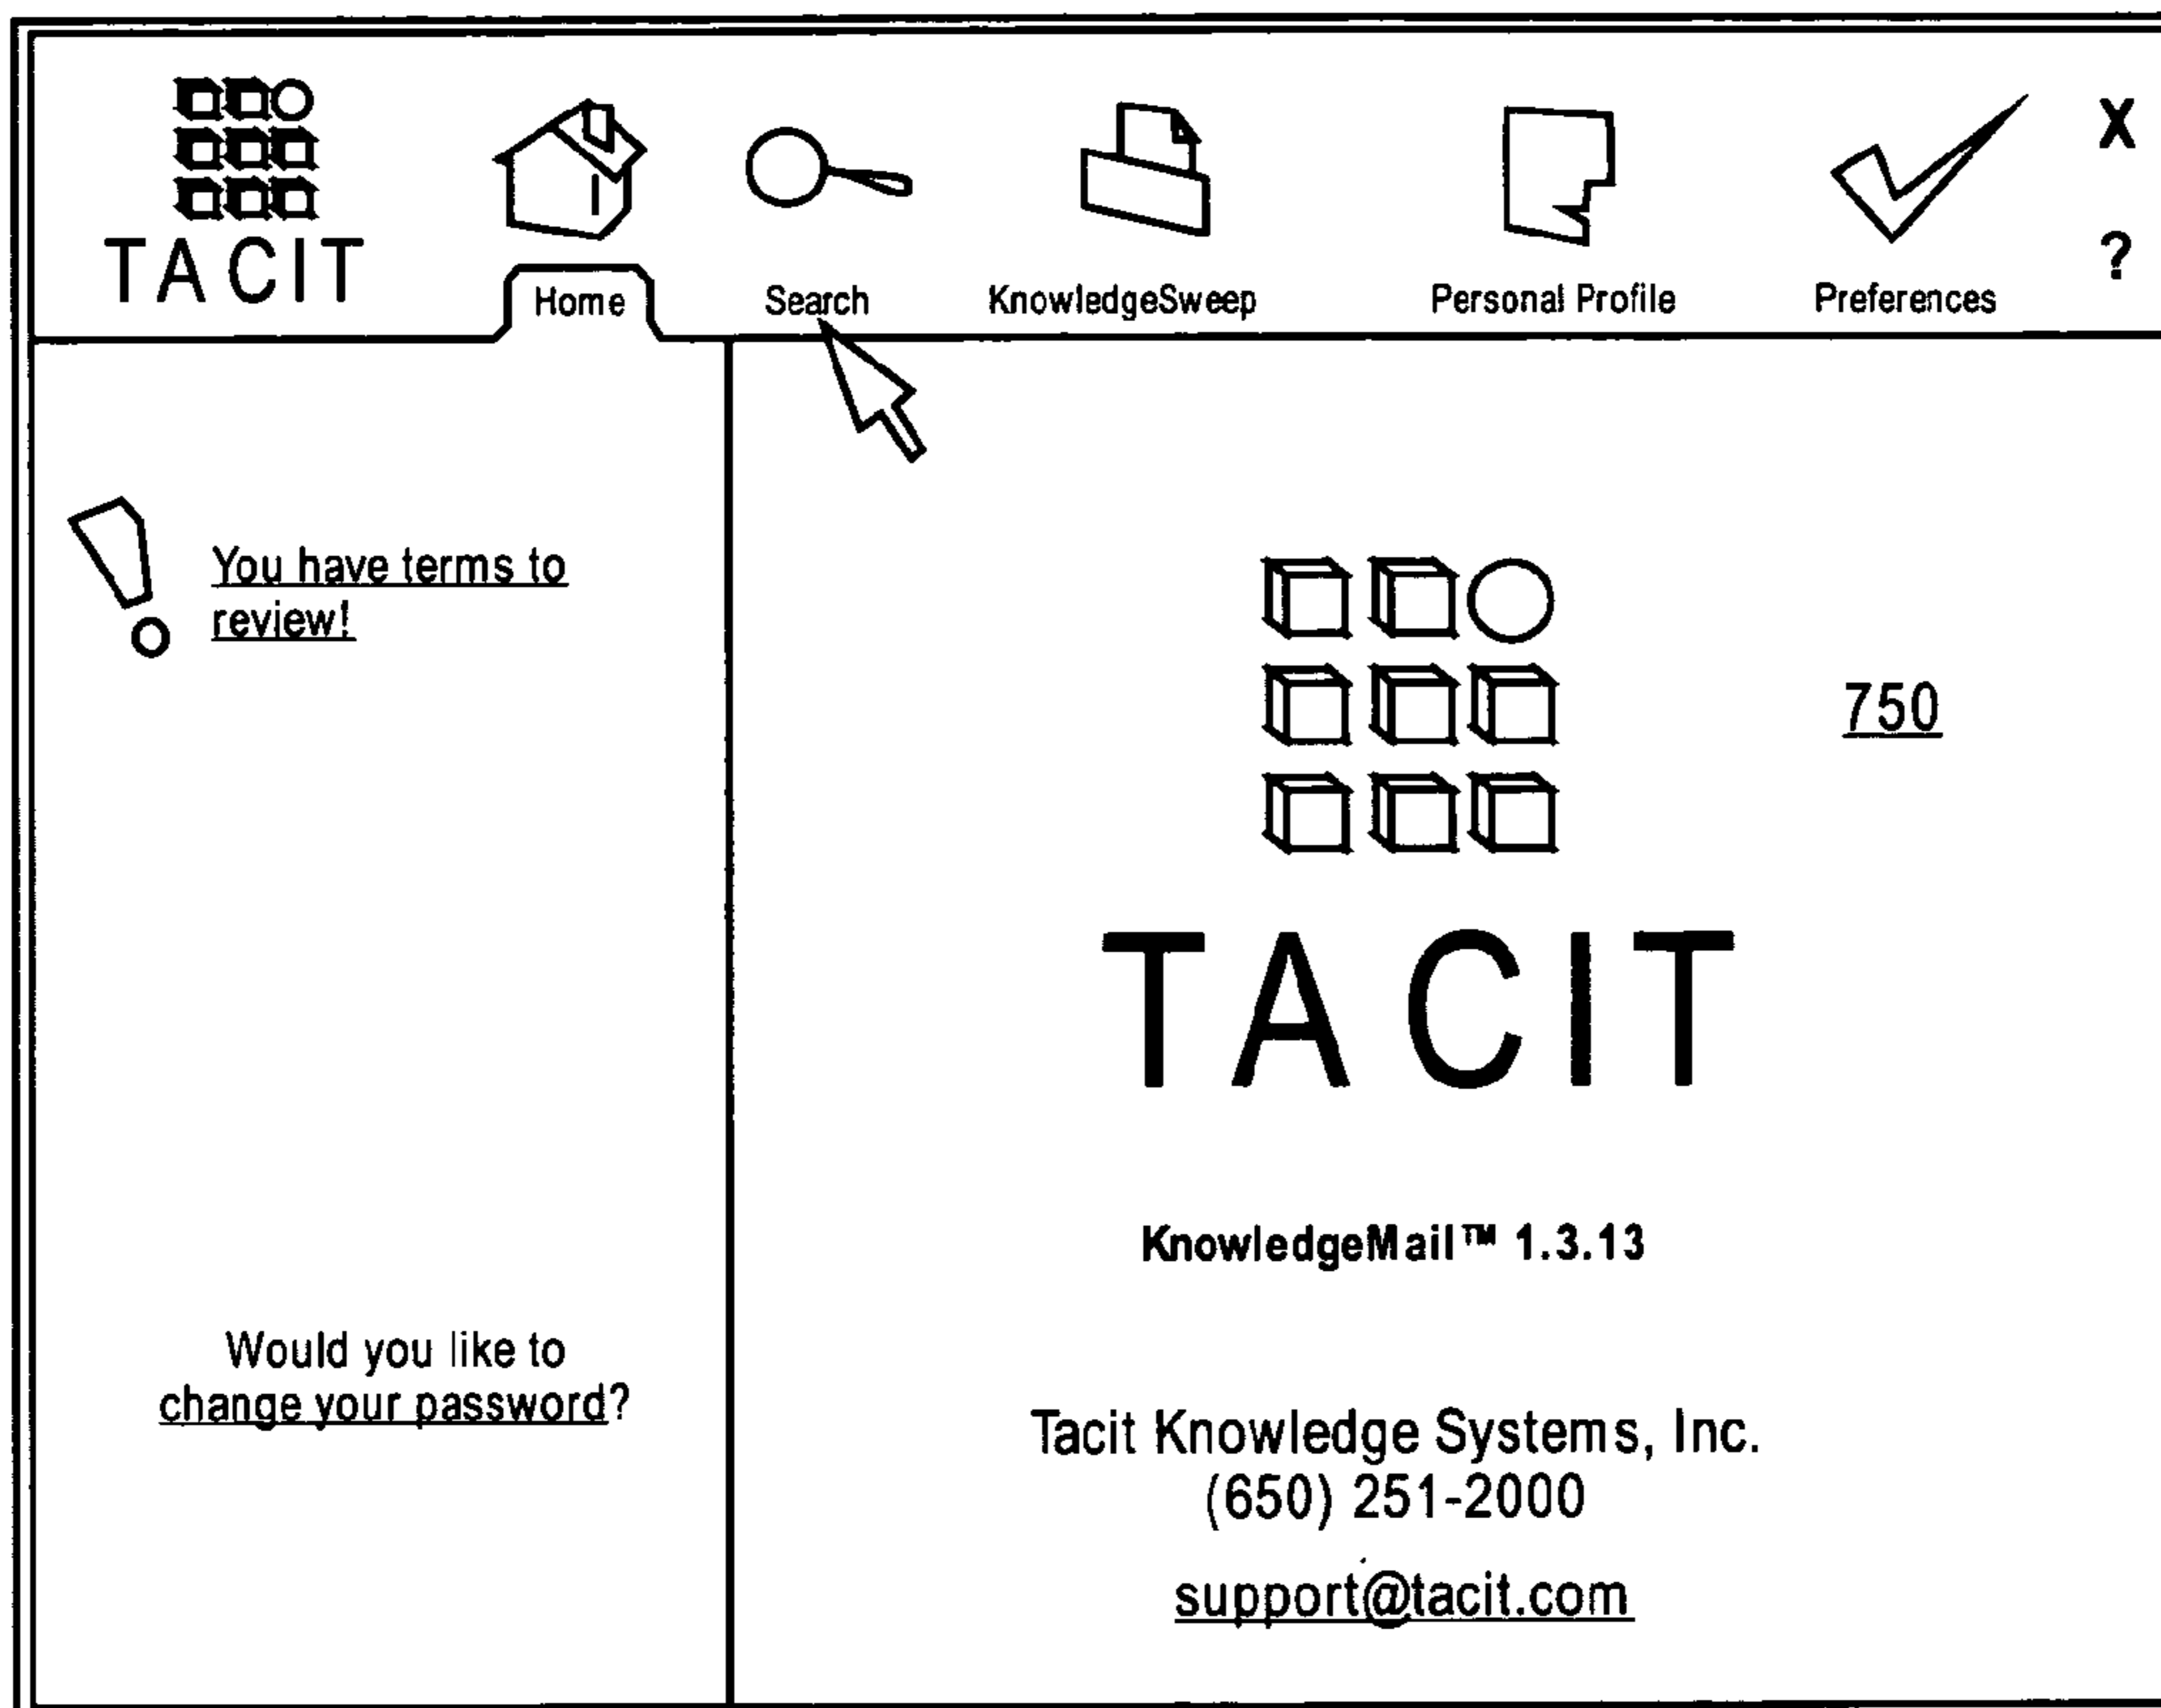 TACIT
Home
Search
KnowledgeSweep
Personal Profile
Preferences
X
?
You have terms to
review!
750
TACIT
KnowledgeMail™ 1.3.13
Would you like to
change your password?
Tacit Knowledge Systems, Inc.
(650) 251-2000
support@tacit.com